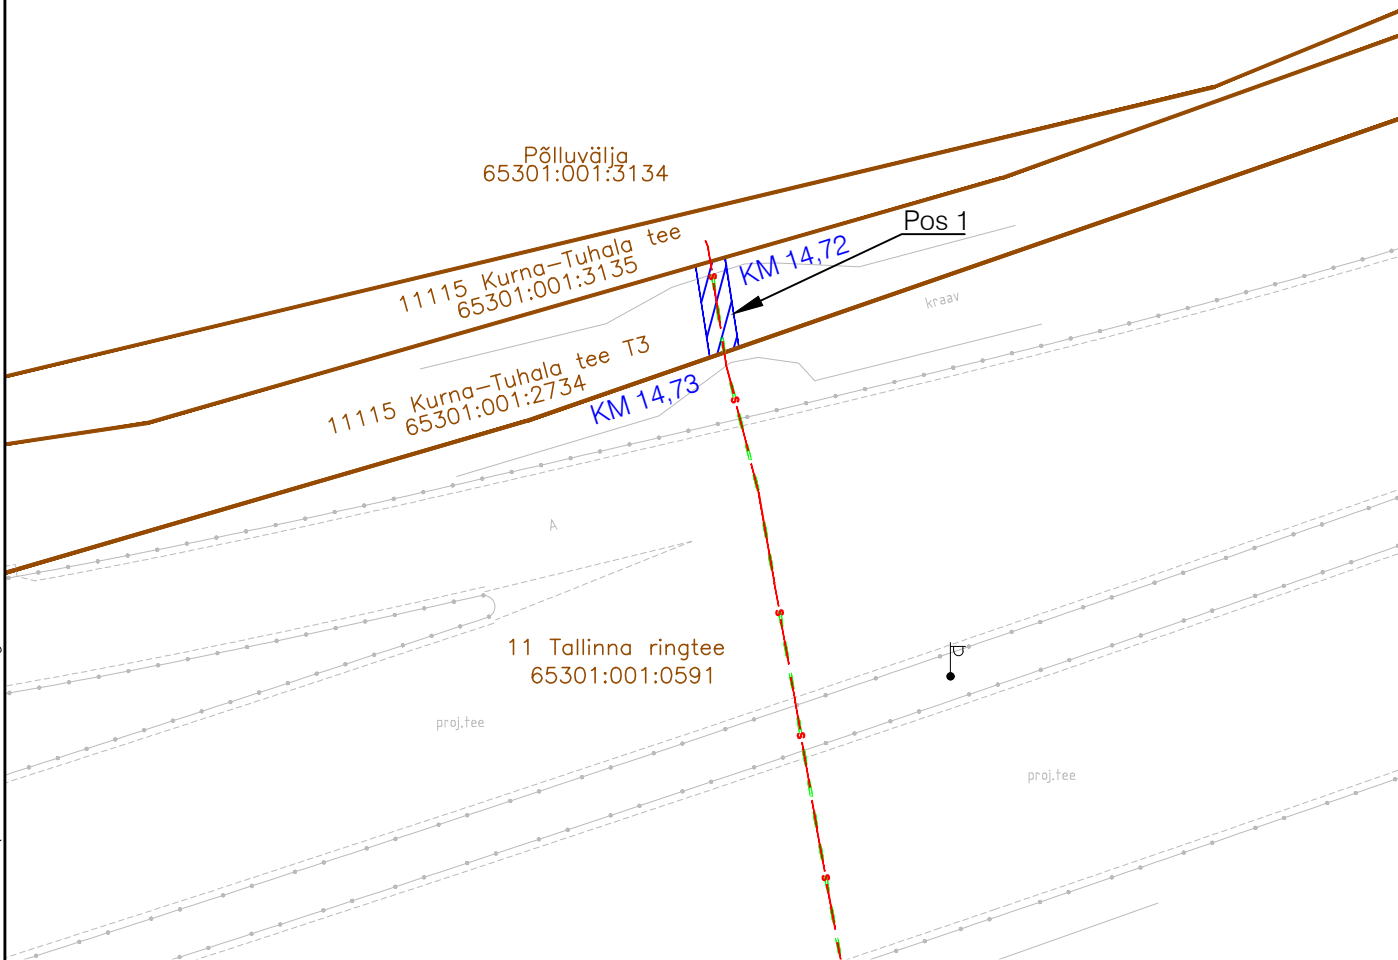 Põlluvälja
65301:001:3134
Pos 1
11115 Kurna-Tuhala tee
65301:001:3135
KM 14,72
kraav
11115 Kurna-Tuhala tee T3
65301:001:2734
KM 14,73
S
S
A
S
11 Tallinna ringtee
65301:001:0591
proj.tee
S
proj.tee
S